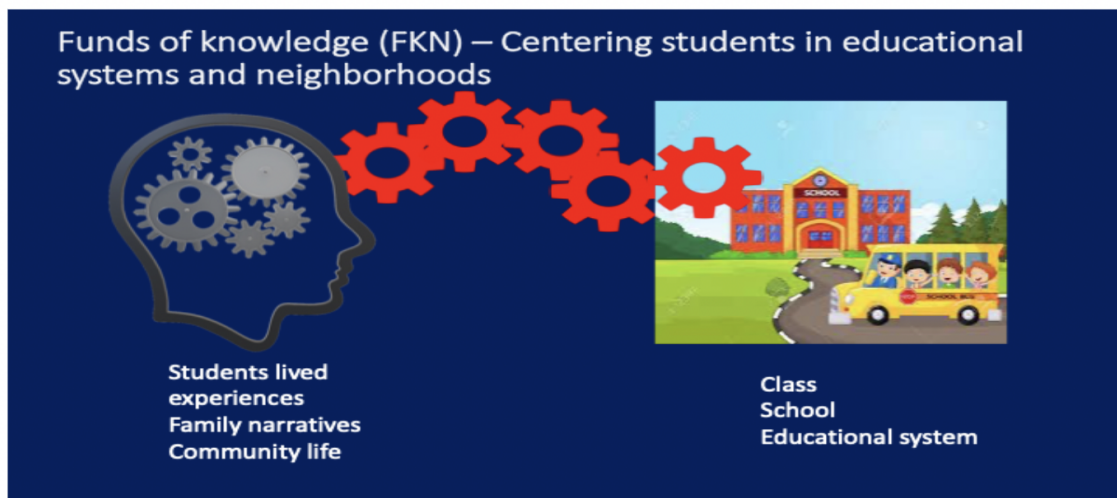 Funds of knowledge (FKN) – Centering students in educational
systems and neighborhoods
SCHOOL
STOP
SCHOOL BUS
Students lived
experiences
Family narratives
Community life
Class
School
Educational system